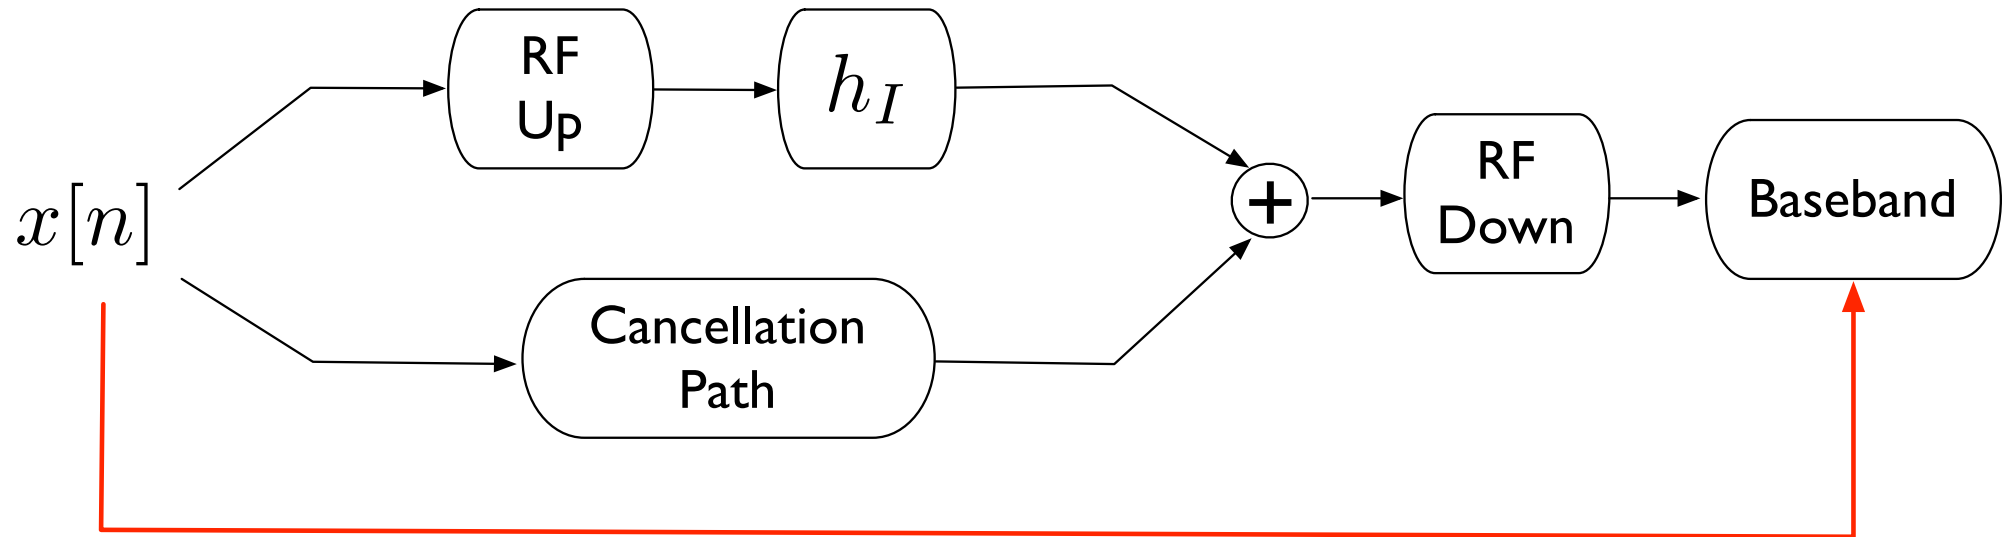 RF
Up
h_I
x[n]
+
RF
Down
Baseband
Cancellation
Path